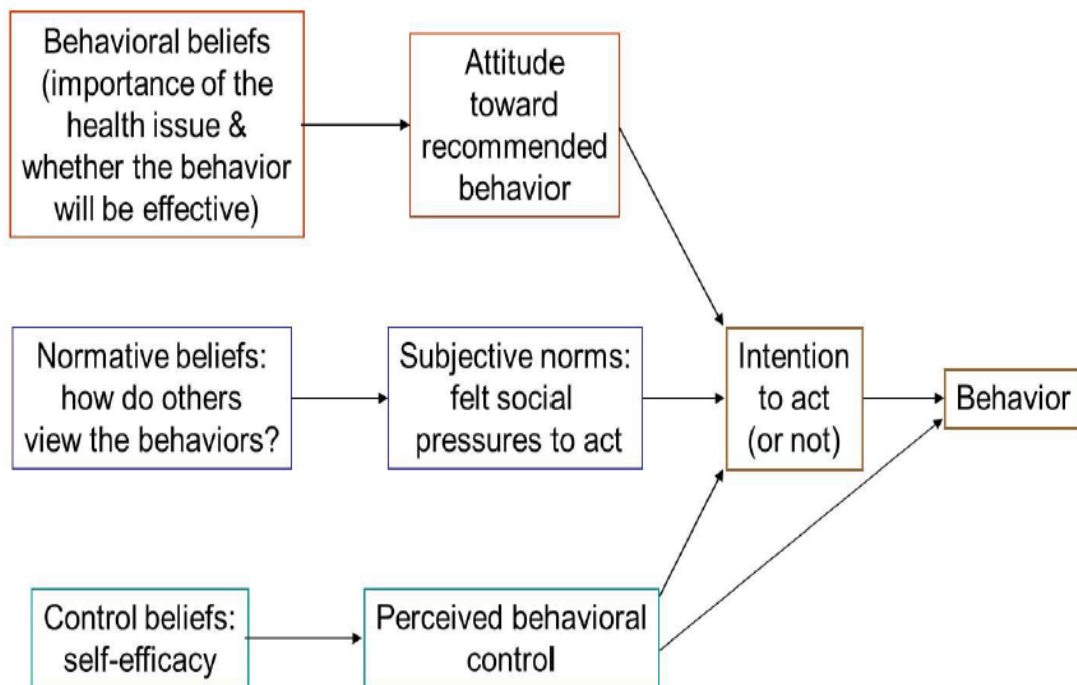 Behavioral beliefs
(importance of the
health issue &
whether the behavior
will be effective)
Attitude
toward
recommended
behavior
Normative beliefs:
how do others
view the behaviors?
Subjective norms:
felt social
pressures to act
Intention
to act
(or not)
Behavior
Control beliefs:
self-efficacy
Perceived behavioral
control